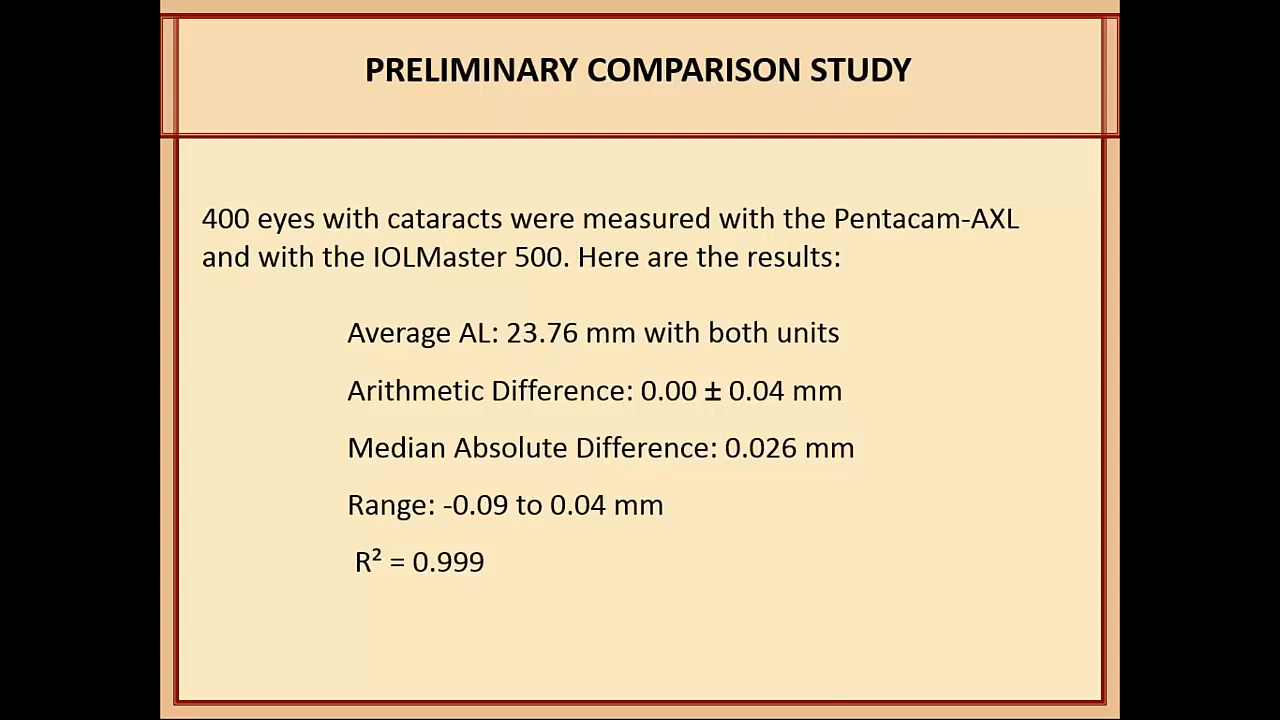 PRELIMINARY COMPARISON STUDY
400 eyes with cataracts were measured with the Pentacam-AXL
and with the IOLMaster 500. Here are the results:
Average AL: 23.76 mm with both units
Arithmetic Difference: 0.00 ± 0.04 mm
Median Absolute Difference: 0.026 mm
Range: -0.09 to 0.04 mm
R² = 0.999